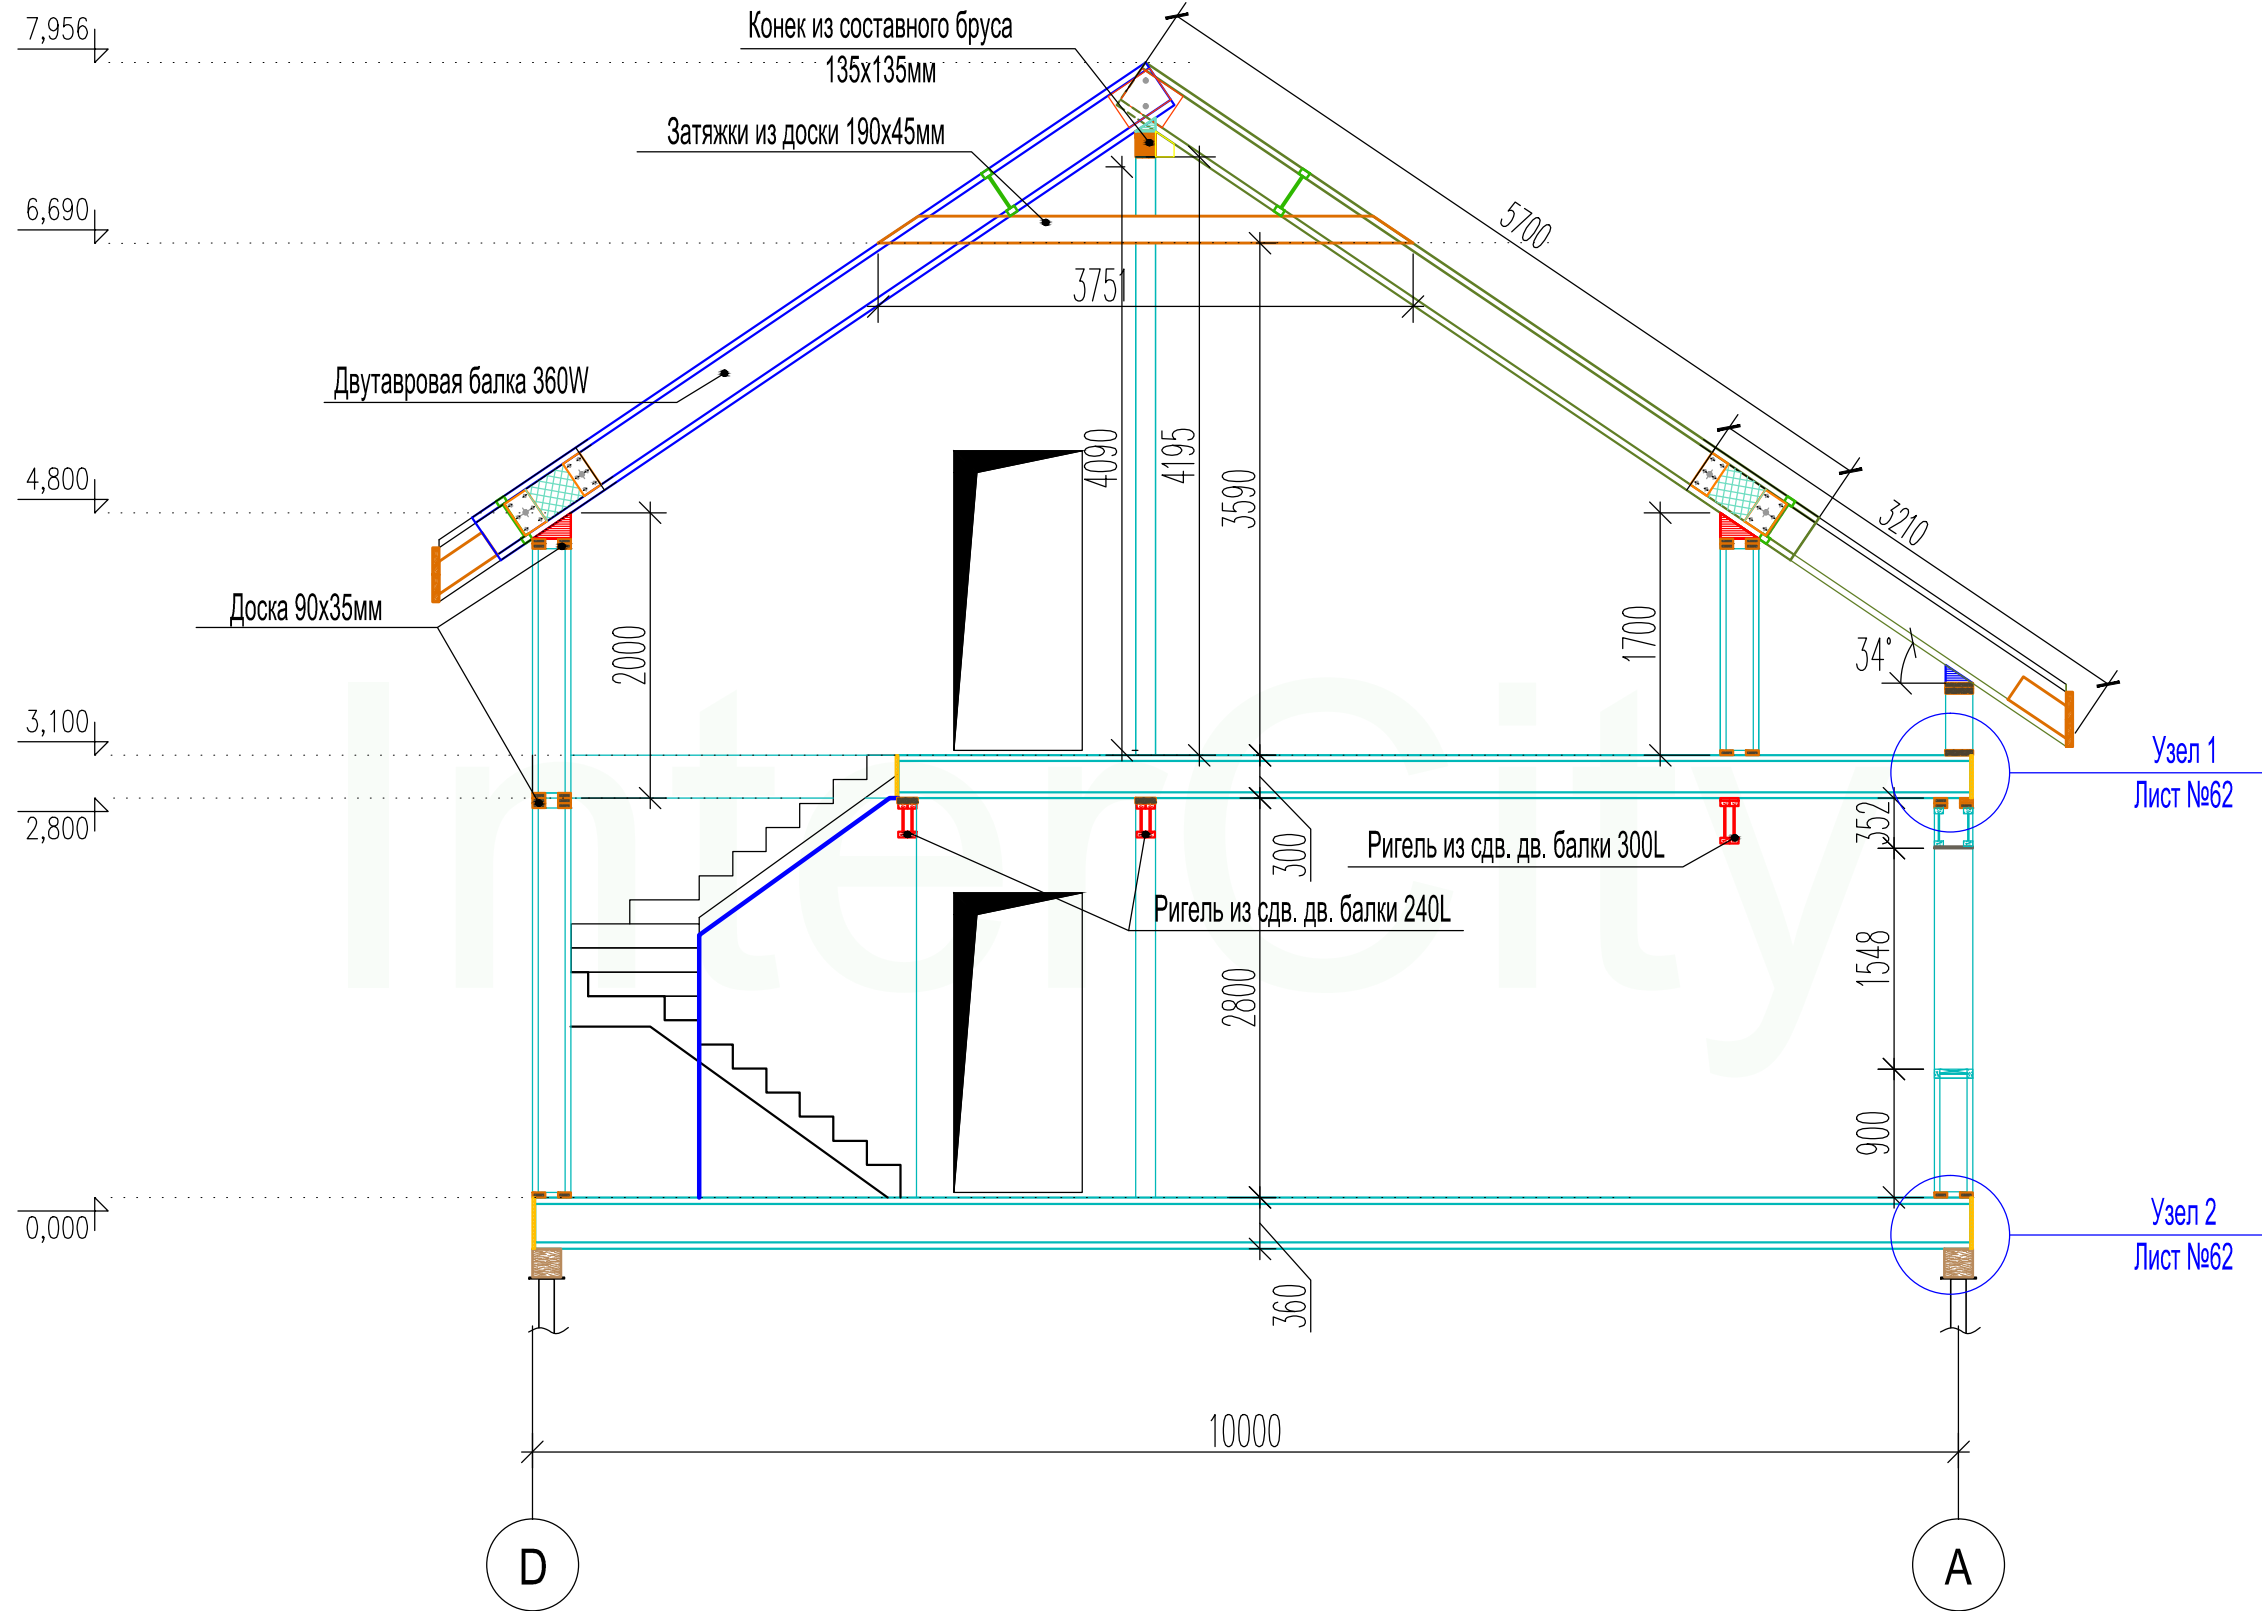 7,956
Конек из составного бруса
135x135мм
Затяжки из доски 190x45мм
6,690
5700
3751
Двутавровая балка 360W
4,800
4090
4195
3590
3210
Доска 90x35мм
2000
1700
34°
3,100
2,800
Узел 1
Лист №62
352
300
Ригель из сдв. дв. балки 300L
Ригель из сдв. дв. балки 240L
InterCity
1548
2800
900
0,000
Узел 2
Лист №62
360
10000
D
A